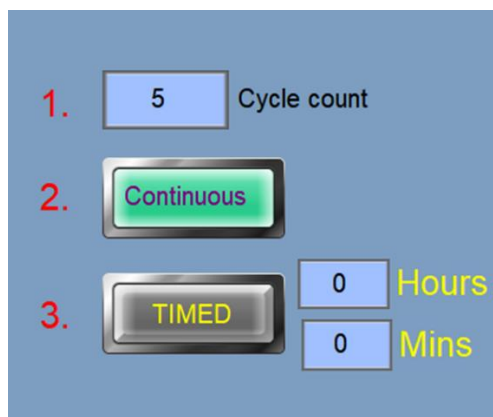 1. 5 Cycle count
2. Continuous
0 Hours
3. TIMED
0 Mins